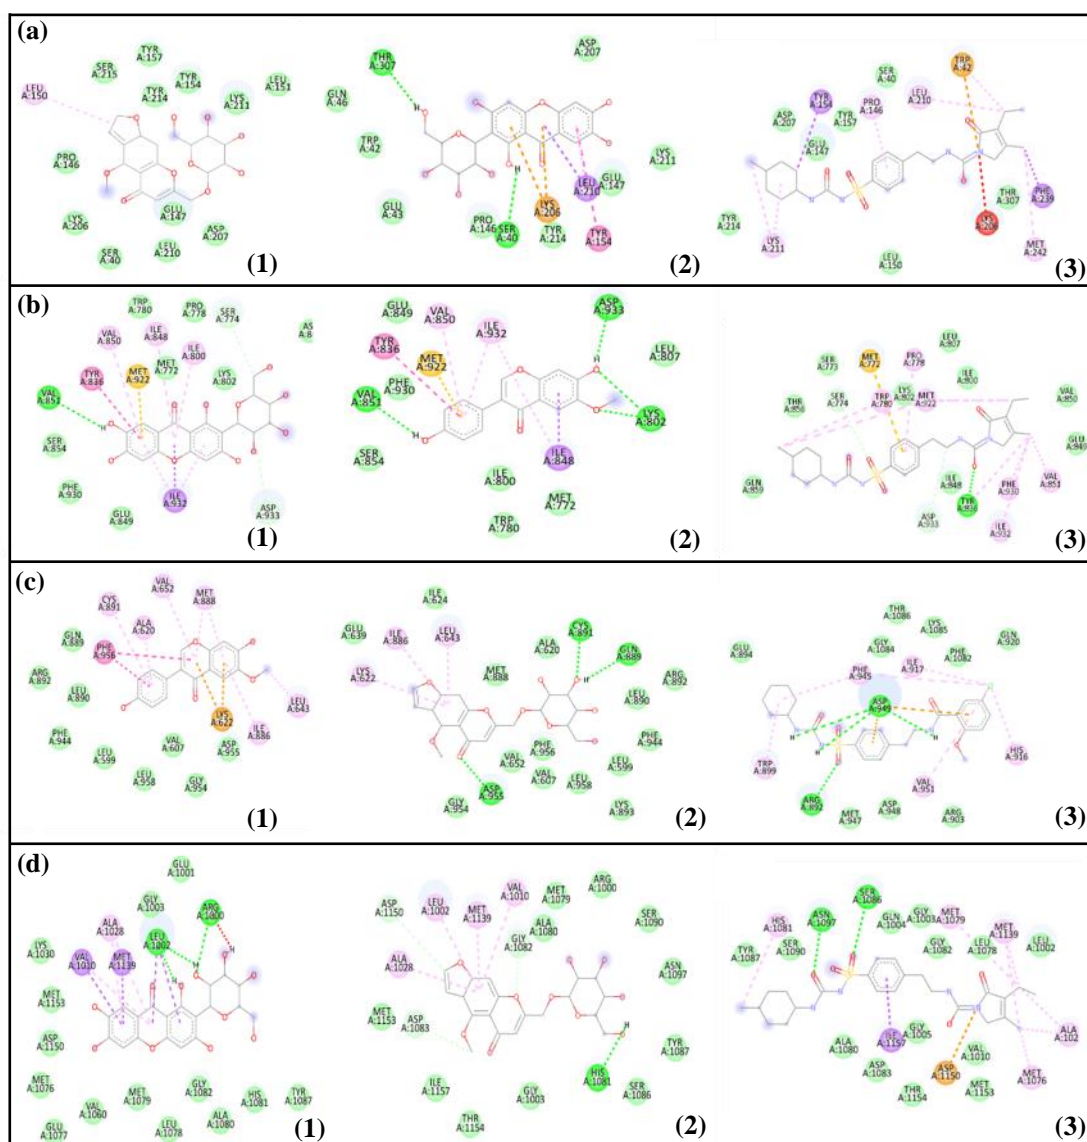 (a)
TYR
A:157
SER
A:215
TYR
A:214
TYR
A:154
LEU
A:151
LYS
A:211
LEU
A:150
PRO
A:146
GLU
A:147
LYS
A:206
ASP
A:207
SER
A:40
LEU
A:210
(1)
THR
A:307
ASP
A:207
GLN
A:46
TRP
A:42
LYS
A:211
LEU
A:210
GLU
A:147
GLU
A:43
LYS
A:206
PRO
A:146
SER
A:40
TYR
A:214
TYR
A:154
(2)
TRP
A:42
SER
A:40
TYR
A:154
PRO
A:146
LEU
A:210
ASP
A:207
TYR
A:157
GLU
A:147
THR
A:307
PHE
A:239
TYR
A:214
LYS
A:211
MET
A:242
LEU
A:150
(3)
(b)
TRP
A:780
PRO
A:778
SER
A:774
VAL
A:850
ILE
A:848
ILE
A:800
TYR
A:836
MET
A:922
MET
A:772
LYS
A:802
VAL
A:851
SER
A:854
PHE
A:930
ILE
A:932
GLU
A:849
ASP
A:933
(1)
GLU
A:849
VAL
A:850
ASP
A:933
ILE
A:932
TYR
A:836
MET
A:922
LEU
A:807
PHE
A:930
VAL
A:851
LYS
A:802
SER
A:854
ILE
A:848
ILE
A:800
MET
A:772
TRP
A:780
(2)
LEU
A:807
SER
A:773
MET
A:772
PRO
A:778
ILE
A:800
THR
A:856
SER
A:774
TRP
A:780
LYS
A:802
MET
A:922
VAL
A:850
GLU
A:849
GLN
A:859
ILE
A:848
VAL
A:851
PHE
A:930
TYR
A:836
ASP
A:933
ILE
A:932
(3)
(c)
VAL
A:652
MET
A:888
CYS
A:891
ALA
A:620
GLN
A:889
PHE
A:956
ARG
A:892
LEU
A:890
LEU
A:643
LYS
A:622
ILE
A:886
PHE
A:944
VAL
A:607
ASP
A:955
LEU
A:599
LEU
A:958
GLY
A:954
(1)
ILE
A:624
GLU
A:639
ILE
A:886
LEU
A:643
ALA
A:620
CYS
A:891
GLN
A:889
LYS
A:622
MET
A:888
ARG
A:892
LEU
A:890
PHE
A:944
PHE
A:956
VAL
A:652
VAL
A:607
LEU
A:599
LEU
A:958
ASP
A:955
GLY
A:954
LYS
A:893
(2)
THR
A:1086
LYS
A:1085
GLN
A:920
GLU
A:894
GLY
A:1084
PHE
A:1082
PHE
A:945
ILE
A:917
ASP
A:949
TRP
A:899
HIS
A:916
VAL
A:951
ARG
A:892
MET
A:947
ASP
A:948
ARG
A:903
(3)
(d)
GLU
A:1001
GLY
A:1003
ARG
A:1000
ALA
A:1028
LEU
A:1002
LYS
A:1030
VAL
A:1010
MET
A:1139
MET
A:1153
ASP
A:1150
MET
A:1076
GLY
A:1082
MET
A:1079
HIS
A:1081
TYR
A:1087
VAL
A:1060
ALA
A:1080
GLU
A:1077
LEU
A:1078
(1)
VAL
A:1010
MET
A:1079
ARG
A:1000
ASP
A:1150
LEU
A:1002
MET
A:1139
ALA
A:1080
SER
A:1090
GLY
A:1082
ALA
A:1028
ASN
A:1097
MET
A:1153
ASP
A:1083
TYR
A:1087
HIS
A:1081
ILE
A:1157
GLY
A:1003
SER
A:1086
THR
A:1154
(2)
SER
A:1086
HIS
A:1081
ASN
A:1097
GLN
A:1004
GLY
A:1003
MET
A:1079
MET
A:1139
TYR
A:1087
SER
A:1090
GLY
A:1082
LEU
A:1078
LEU
A:1002
ALA
A:102
ILE
A:1157
GLY
A:1005
ALA
A:1080
VAL
A:1010
ASP
A:1083
ASP
A:1150
MET
A:1076
THR
A:1154
MET
A:1153
(3)